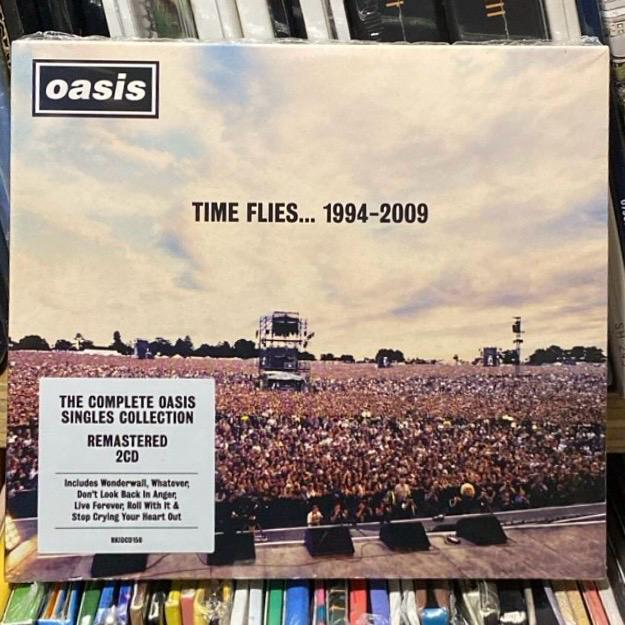 oasis
TIME FLIES... 1994-2009
THE COMPLETE OASIS
SINGLES COLLECTION
REMASTERED
2CD
Includes Wonderwall, Whatever,
Don't Look Back In Anger,
Live Forever, Roll With It &
Stop Crying Your Heart Out
RKIDCD150